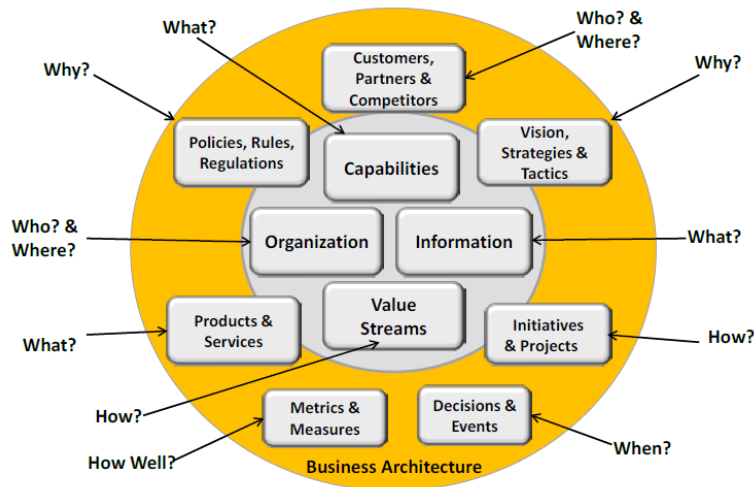 What?
Who? &
Where?
Why?
Customers,
Partners &
Competitors
Why?
Policies, Rules,
Regulations
Capabilities
Vision,
Strategies &
Tactics
Who? &
Where?
Organization
Information
What?
What?
Products &
Services
Value
Streams
Initiatives
& Projects
How?
How?
Metrics &
Measures
Decisions &
Events
How Well?
When?
Business Architecture